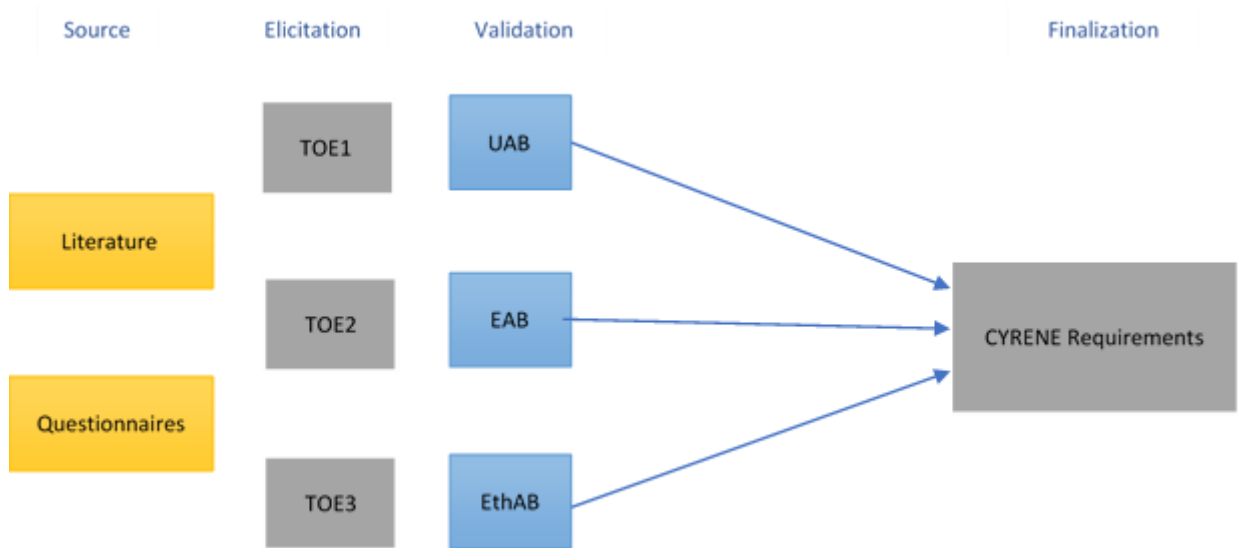 Source
Elicitation
Validation
Finalization
TOE1
UAB
Literature
TOE2
EAB
CYRENE Requirements
Questionnaires
TOE3
EthAB